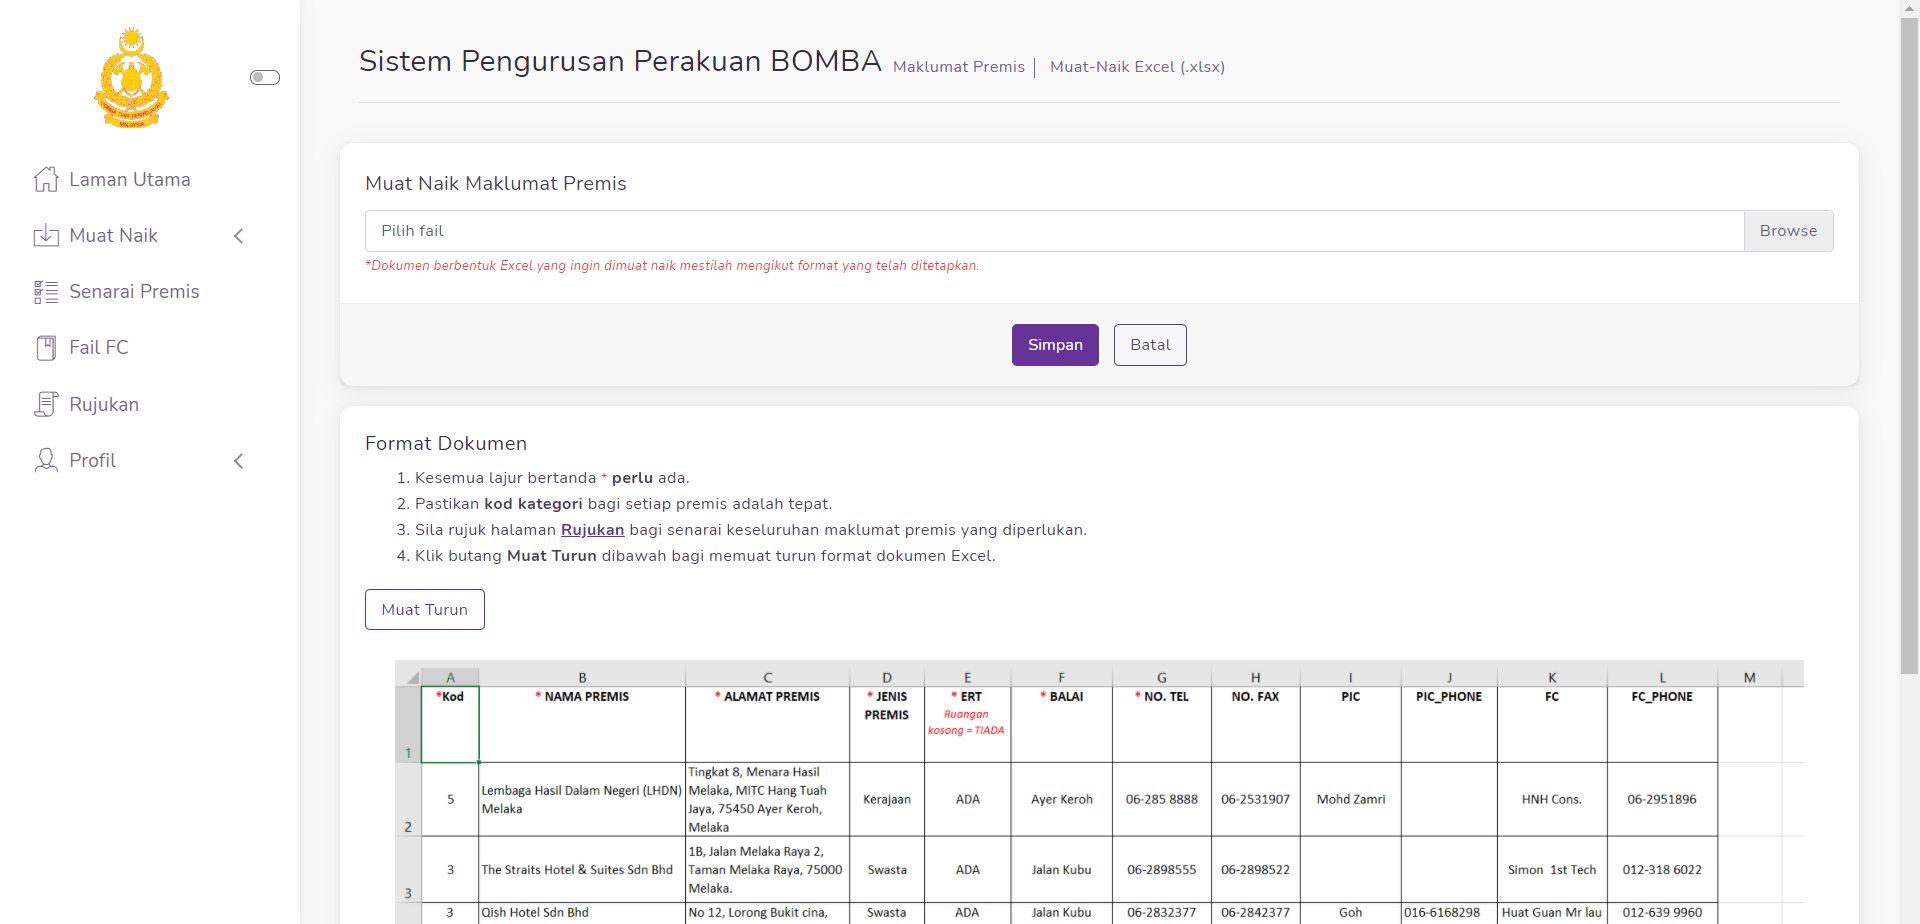 Sistem Pengurusan Perakuan BOMBA Maklumat Premis | Muat-Naik Excel (.xlsx)
MALAYSIA
Laman Utama
Muat Naik
Senarai Premis
Fail FC
Rujukan
Profil
Muat Naik Maklumat Premis
Pilih fail Browse
*Dokumen berbentuk Excel yang ingin dimuat naik mestilah mengikut format yang telah ditetapkan.
Simpan Batal
Format Dokumen
1. Kesemua lajur bertanda * perlu ada.
2. Pastikan kod kategori bagi setiap premis adalah tepat.
3. Sila rujuk halaman Rujukan bagi senarai keseluruhan maklumat premis yang diperlukan.
4. Klik butang Muat Turun dibawah bagi memuat turun format dokumen Excel.
Muat Turun
A B C D E F G H I J K L M
1 *Kod * NAMA PREMIS * ALAMAT PREMIS * JENIS PREMIS * ERT Ruangan kosong = TIADA * BALAI * NO. TEL NO. FAX PIC PIC_PHONE FC FC_PHONE
2 5 Lembaga Hasil Dalam Negeri (LHDN) Melaka Tingkat 8, Menara Hasil Melaka, MITC Hang Tuah Jaya, 75450 Ayer Keroh, Melaka Kerajaan ADA Ayer Keroh 06-285 8888 06-2531907 Mohd Zamri HNH Cons. 06-2951896
3 3 The Straits Hotel & Suites Sdn Bhd 1B, Jalan Melaka Raya 2, Taman Melaka Raya, 75000 Melaka. Swasta ADA Jalan Kubu 06-2898555 06-2898522 Simon 1st Tech 012-318 6022
3 Qish Hotel Sdn Bhd No 12, Lorong Bukit cina, Swasta ADA Jalan Kubu 06-2832377 06-2842377 Goh 016-6168298 Huat Guan Mr lau 012-639 9960